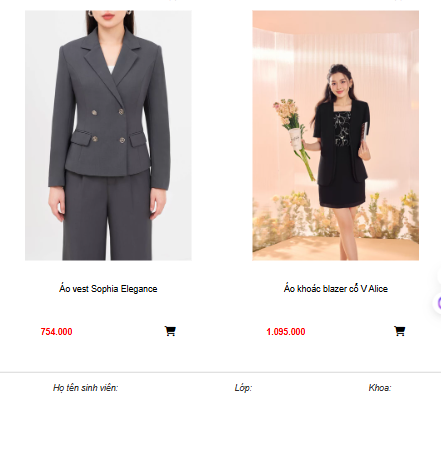 Áo vest Sophia Elegance
Áo khoác blazer cổ V Alice
754.000
1.095.000
Họ tên sinh viên:
Lớp:
Khoa: